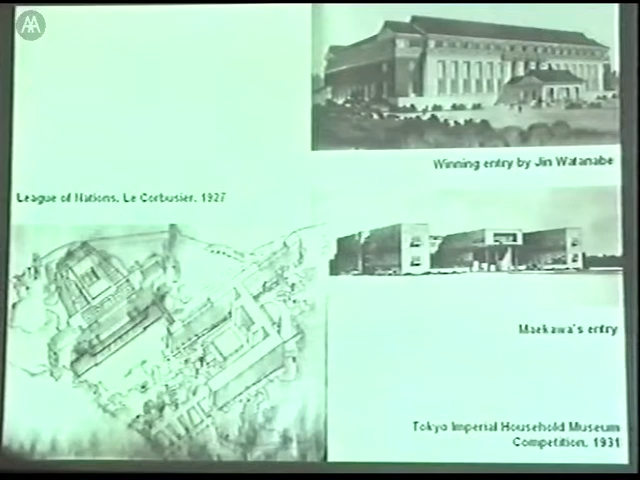 AA
Winning entry by Jin Watanabe
League of Nations, Le Corbusier, 1927
Maekawa's entry
Tokyo Imperial Household Museum
Competition, 1931